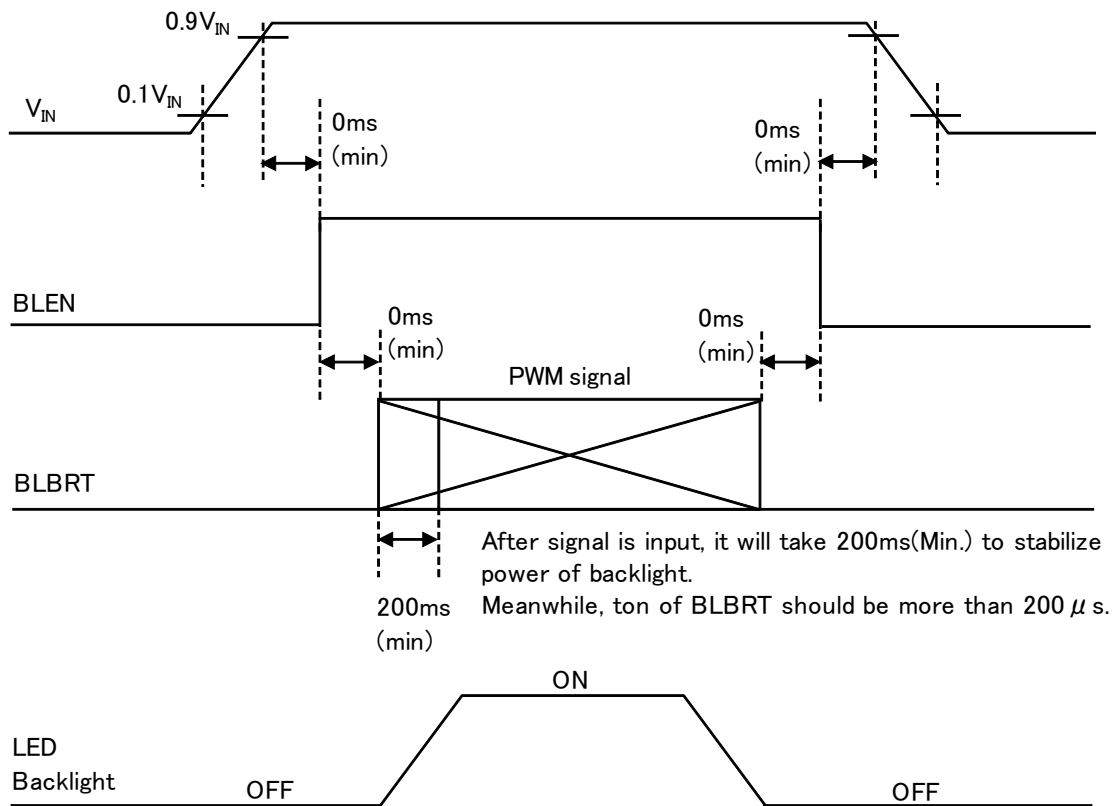 0.9VIN
0.1VIN
VIN
0ms
(min)
0ms
(min)
BLEN
0ms
(min)
0ms
(min)
PWM signal
BLBRT
After signal is input, it will take 200ms(Min.) to stabilize
power of backlight.
Meanwhile, ton of BLBRT should be more than 200μs.
200ms
(min)
ON
LED
Backlight
OFF
OFF